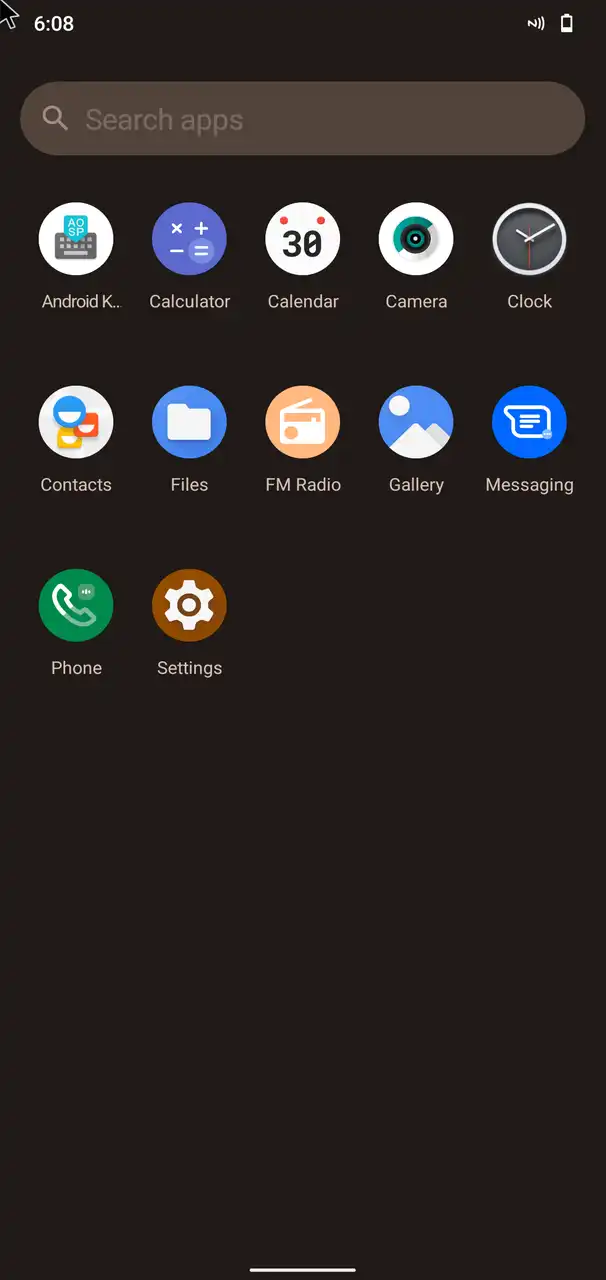 6:08
Search apps
AO
SP
30
Android K...
Calculator
Calendar
Camera
Clock
Contacts
Files
FM Radio
Gallery
Messaging
Phone
Settings